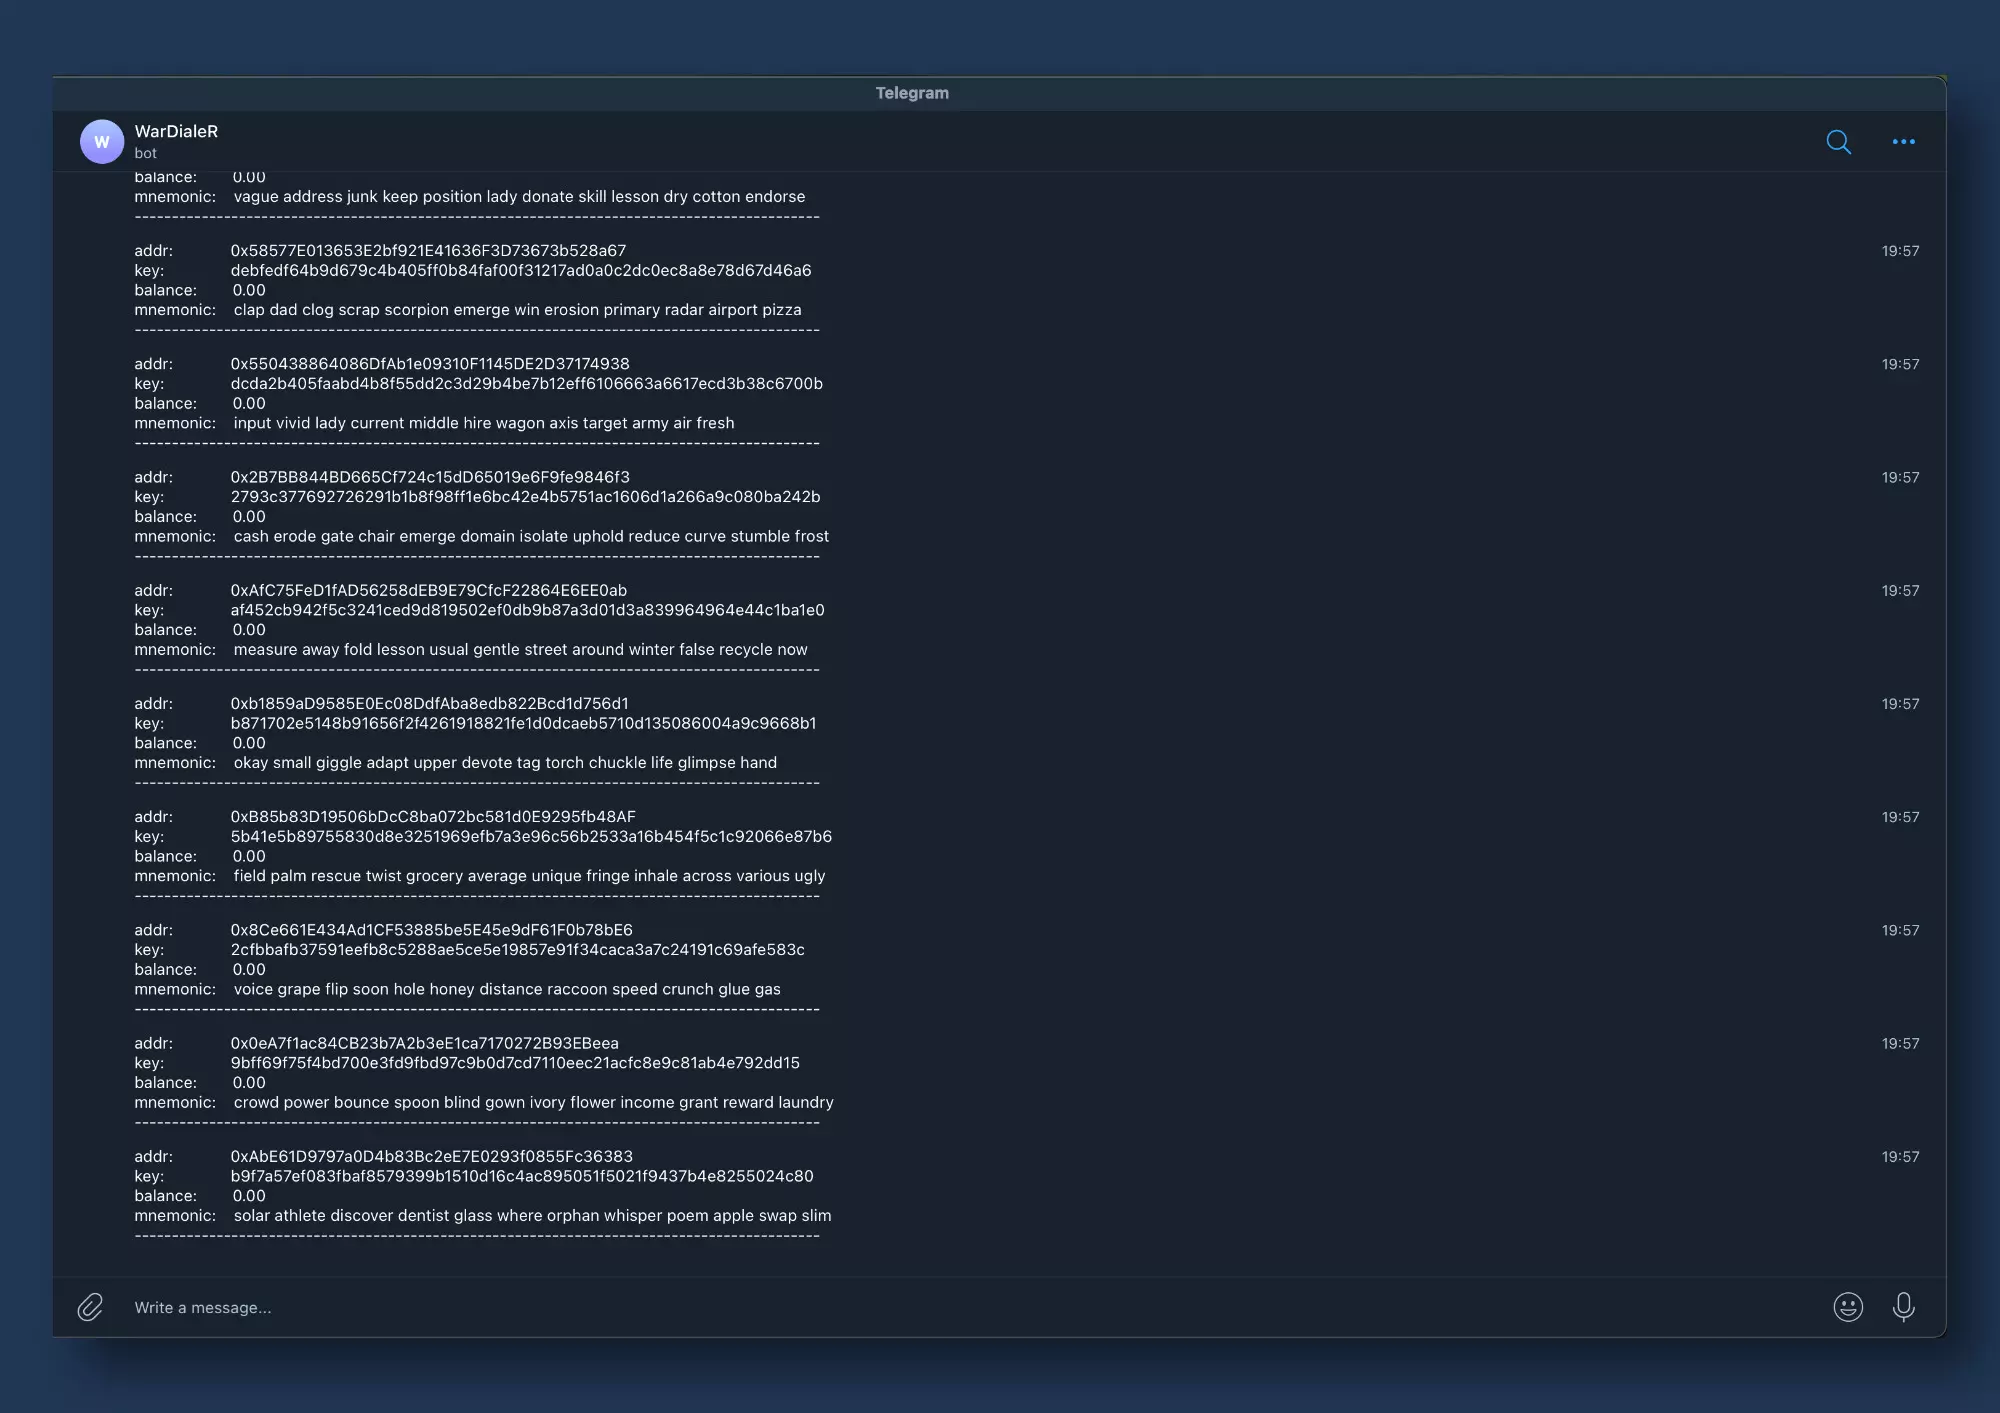 Telegram
W
WarDialeR
bot
balance: 0.00
mnemonic: vague address junk keep position lady donate skill lesson dry cotton endorse
--------------------------------------------------------------------------------------------
addr: 0x58577E013653E2bf921E41636F3D73673b528a67 19:57
key: debfedf64b9d679c4b405ff0b84faf00f31217ad0a0c2dc0ec8a8e78d67d46a6
balance: 0.00
mnemonic: clap dad clog scrap scorpion emerge win erosion primary radar airport pizza
--------------------------------------------------------------------------------------------
addr: 0x550438864086DfAb1e09310F1145DE2D37174938 19:57
key: dcda2b405faabd4b8f55dd2c3d29b4be7b12eff6106663a6617ecd3b38c6700b
balance: 0.00
mnemonic: input vivid lady current middle hire wagon axis target army air fresh
--------------------------------------------------------------------------------------------
addr: 0x2B7BB844BD665Cf724c15dD65019e6F9fe9846f3 19:57
key: 2793c377692726291b1b8f98ff1e6bc42e4b5751ac1606d1a266a9c080ba242b
balance: 0.00
mnemonic: cash erode gate chair emerge domain isolate uphold reduce curve stumble frost
--------------------------------------------------------------------------------------------
addr: 0xAfC75FeD1fAD56258dEB9E79CfcF22864E6EE0ab 19:57
key: af452cb942f5c3241ced9d819502ef0db9b87a3d01d3a839964964e44c1ba1e0
balance: 0.00
mnemonic: measure away fold lesson usual gentle street around winter false recycle now
--------------------------------------------------------------------------------------------
addr: 0xb1859aD9585E0Ec08DdfAba8edb822Bcd1d756d1 19:57
key: b871702e5148b91656f2f4261918821fe1d0dcaeb5710d135086004a9c9668b1
balance: 0.00
mnemonic: okay small giggle adapt upper devote tag torch chuckle life glimpse hand
--------------------------------------------------------------------------------------------
addr: 0xB85b83D19506bDcC8ba072bc581d0E9295fb48AF 19:57
key: 5b41e5b89755830d8e3251969efb7a3e96c56b2533a16b454f5c1c92066e87b6
balance: 0.00
mnemonic: field palm rescue twist grocery average unique fringe inhale across various ugly
--------------------------------------------------------------------------------------------
addr: 0x8Ce661E434Ad1CF53885be5E45e9dF61F0b78bE6 19:57
key: 2cfbbafb37591eefb8c5288ae5ce5e19857e91f34caca3a7c24191c69afe583c
balance: 0.00
mnemonic: voice grape flip soon hole honey distance raccoon speed crunch glue gas
--------------------------------------------------------------------------------------------
addr: 0x0eA7f1ac84CB23b7A2b3eE1ca7170272B93EBeea 19:57
key: 9bff69f75f4bd700e3fd9fbd97c9b0d7cd7110eec21acfc8e9c81ab4e792dd15
balance: 0.00
mnemonic: crowd power bounce spoon blind gown ivory flower income grant reward laundry
--------------------------------------------------------------------------------------------
addr: 0xAbE61D9797a0D4b83Bc2eE7E0293f0855Fc36383 19:57
key: b9f7a57ef083fbaf8579399b1510d16c4ac895051f5021f9437b4e8255024c80
balance: 0.00
mnemonic: solar athlete discover dentist glass where orphan whisper poem apple swap slim
--------------------------------------------------------------------------------------------
Write a message...